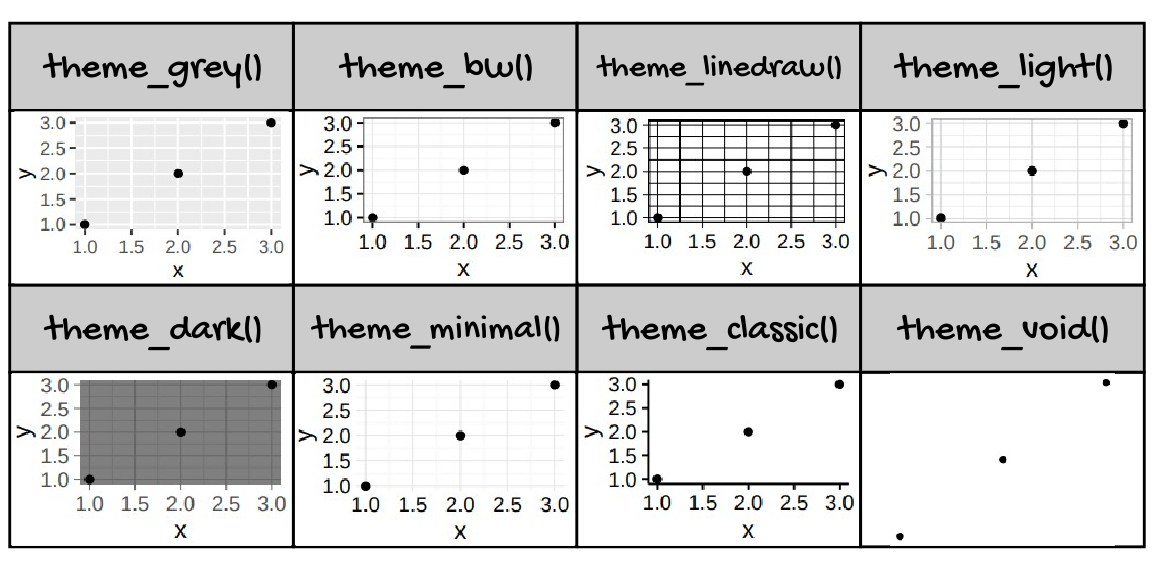 theme_grey() theme_bw() theme_linedraw() theme_light()
3.0 3.0 3.0 3.0
2.5 2.5 2.5 2.5
y 2.0 y 2.0 y 2.0 y 2.0
1.5 1.5 1.5 1.5
1.0 1.0 1.0 1.0
1.0 1.5 2.0 2.5 3.0 1.0 1.5 2.0 2.5 3.0 1.0 1.5 2.0 2.5 3.0 1.0 1.5 2.0 2.5 3.0
x x x x
theme_dark() theme_minimal() theme_classic() theme_void()
3.0 3.0 3.0
2.5 2.5 2.5
y 2.0 y 2.0 y 2.0
1.5 1.5 1.5
1.0 1.0 1.0
1.0 1.5 2.0 2.5 3.0 1.0 1.5 2.0 2.5 3.0 1.0 1.5 2.0 2.5 3.0
x x x